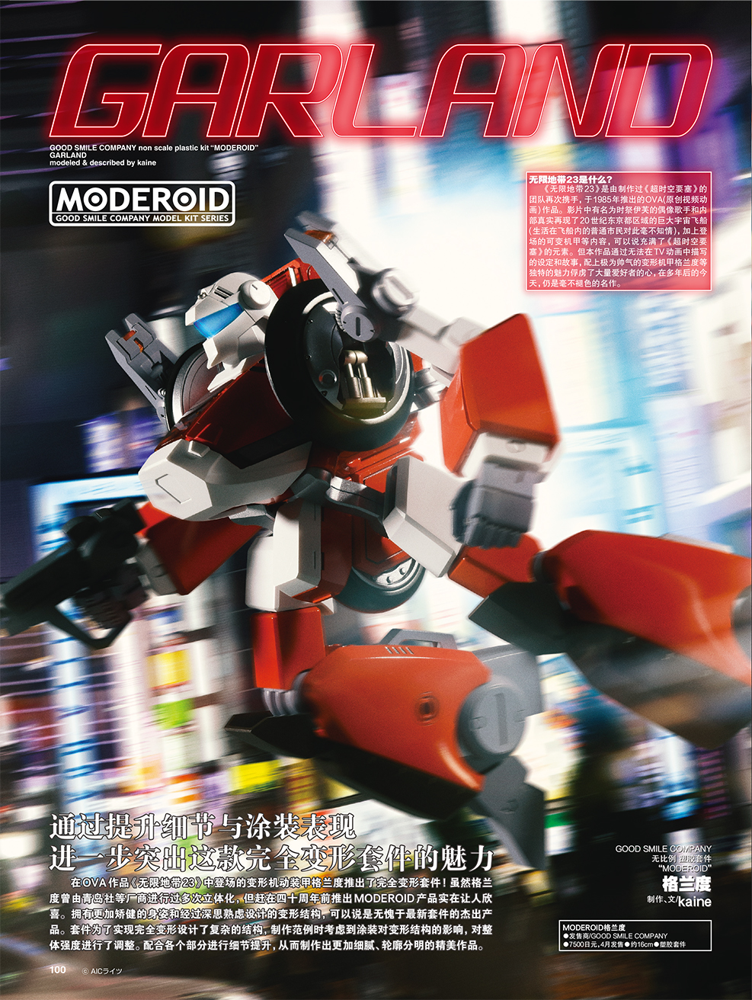 GARLAND
GOOD SMILE COMPANY non scale plastic kit “MODEROID”
GARLAND
modeled & described by kaine
MODEROID
GOOD SMILE COMPANY MODEL KIT SERIES
无限地带23是什么？
《无限地带23》是由制作过《超时空要塞》的
团队再次携手，于1985年推出的OVA(原创视频动
画)作品。影片中有名为时祭伊芙的偶像歌手和内
部真实再现了20世纪东京都区域的巨大宇宙飞船
(生活在飞船内的普通市民对此毫不知情)，加上登
场的可变机甲等内容，可以说充满了《超时空要
塞》的元素。但本作品通过无法在TV动画中描写
的设定和故事，配上极为帅气的变形机甲格兰度等
独特的魅力俘虏了大量爱好者的心，在多年后的今
天，仍是毫不褪色的名作。
通过提升细节与涂装表现
进一步突出这款完全变形套件的魅力
在OVA作品《无限地带23》中登场的变形机动装甲格兰度推出了完全变形套件！虽然格兰
度曾由青岛社等厂商进行过多次立体化，但赶在四十周年前推出MODEROID产品实在让人欣
喜。拥有更加矫健的身姿和经过深思熟虑设计的变形结构，可以说是无愧于最新套件的杰出产
品。套件为了实现完全变形设计了复杂的结构，制作范例时考虑到涂装对变形结构的影响，对整
体强度进行了调整。配合各个部分进行细节提升，从而制作出更加细腻、轮廓分明的精美作品。
GOOD SMILE COMPANY
无比例 塑胶套件
“MODEROID”
格兰度
制作、文/kaine
MODEROID格兰度
●发售商/GOOD SMILE COMPANY
●7500日元，4月发售●约16cm●塑胶套件
100 © AICライツ